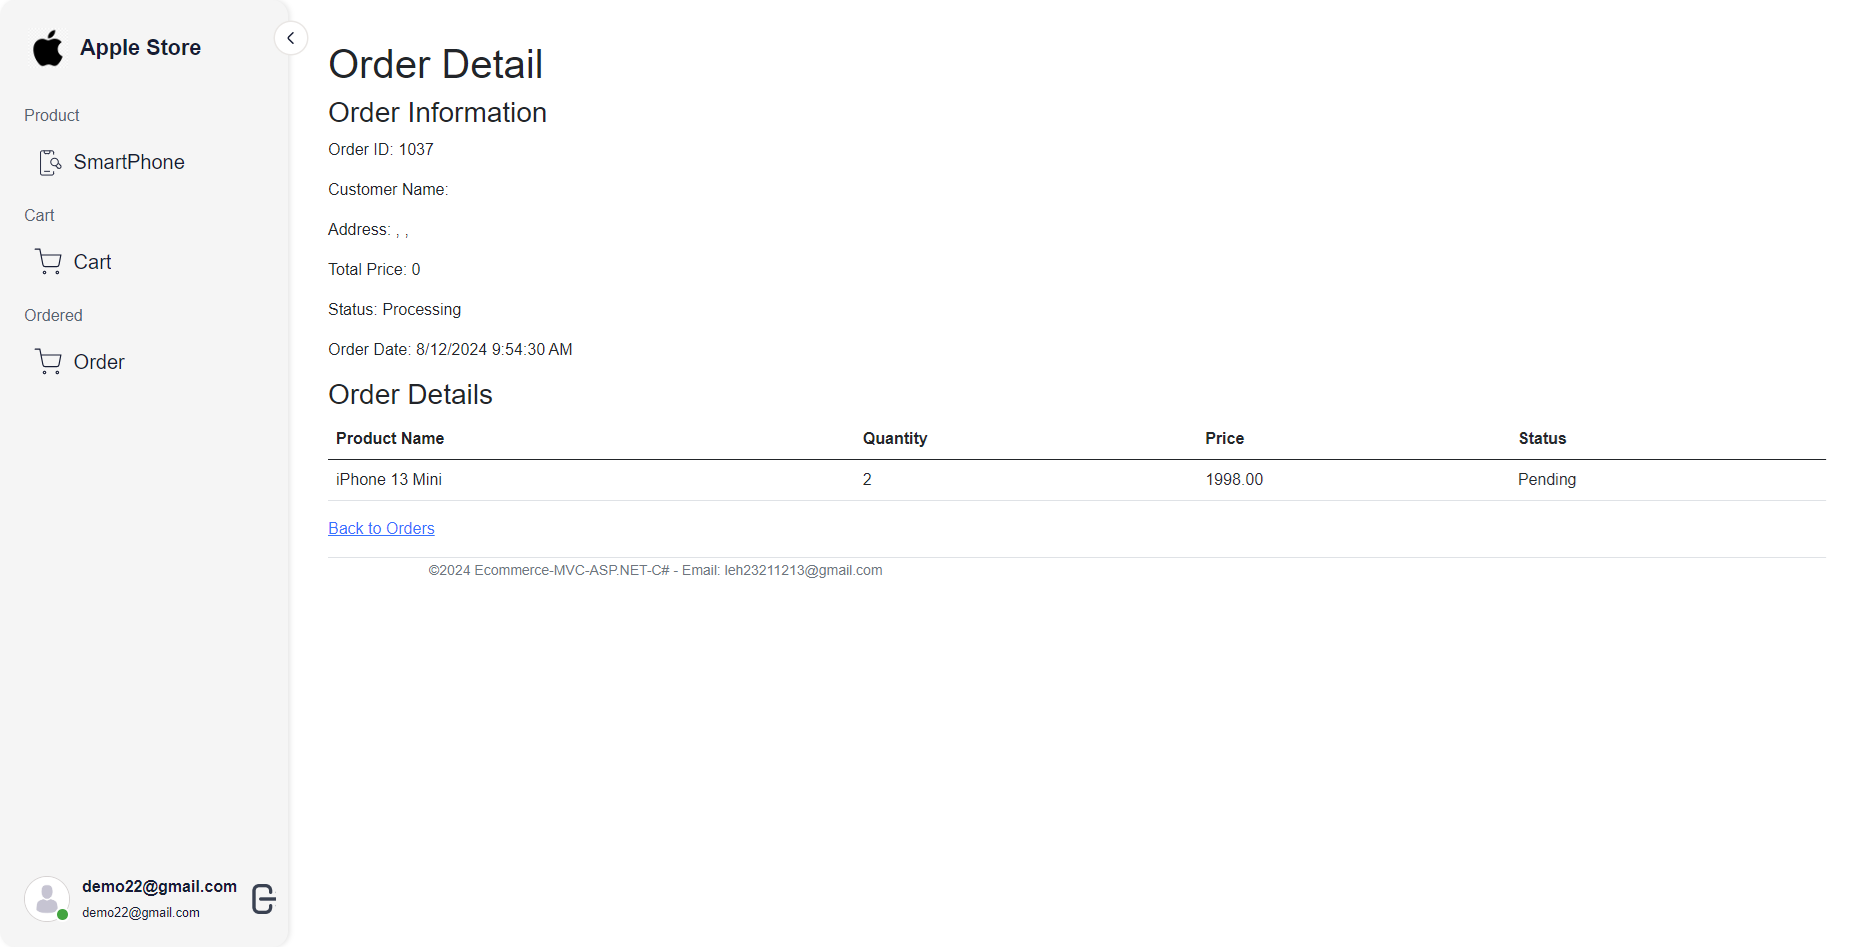 Apple Store
Product
SmartPhone
Cart
Cart
Ordered
Order
demo22@gmail.com
demo22@gmail.com
Order Detail
Order Information
Order ID: 1037
Customer Name:
Address: , ,
Total Price: 0
Status: Processing
Order Date: 8/12/2024 9:54:30 AM
Order Details
Product Name Quantity Price Status
iPhone 13 Mini 2 1998.00 Pending
Back to Orders
©2024 Ecommerce-MVC-ASP.NET-C# - Email: leh23211213@gmail.com